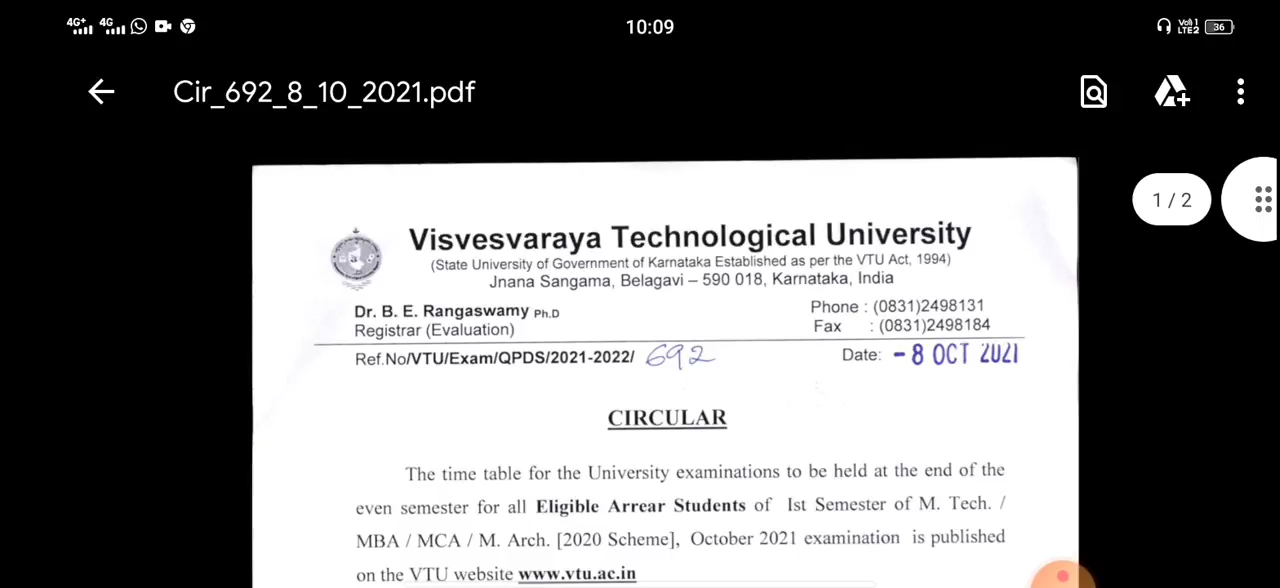 4G+ 4G 10:09 Vo)) 1 LTE2 36
Cir_692_8_10_2021.pdf
1 / 2
Visvesvaraya Technological University
(State University of Government of Karnataka Established as per the VTU Act, 1994)
Jnana Sangama, Belagavi – 590 018, Karnataka, India
Dr. B. E. Rangaswamy Ph.D
Phone : (0831)2498131
Registrar (Evaluation)
Fax : (0831)2498184
Ref.No/VTU/Exam/QPDS/2021-2022/ 692
Date: - 8 OCT 2021
CIRCULAR
The time table for the University examinations to be held at the end of the
even semester for all Eligible Arrear Students of Ist Semester of M. Tech. /
MBA / MCA / M. Arch. [2020 Scheme], October 2021 examination is published
on the VTU website www.vtu.ac.in